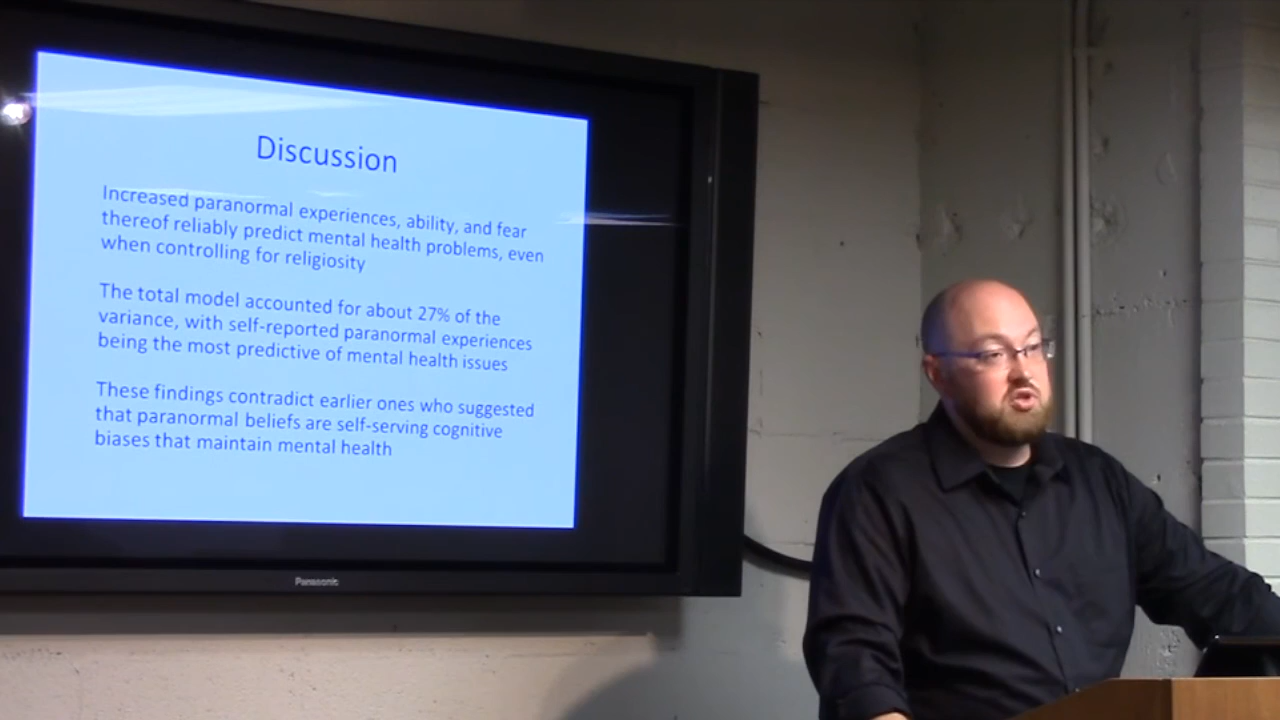 Discussion
Increased paranormal experiences, ability, and fear
thereof reliably predict mental health problems, even
when controlling for religiosity
The total model accounted for about 27% of the
variance, with self-reported paranormal experiences
being the most predictive of mental health issues
These findings contradict earlier ones who suggested
that paranormal beliefs are self-serving cognitive
biases that maintain mental health
Panasonic